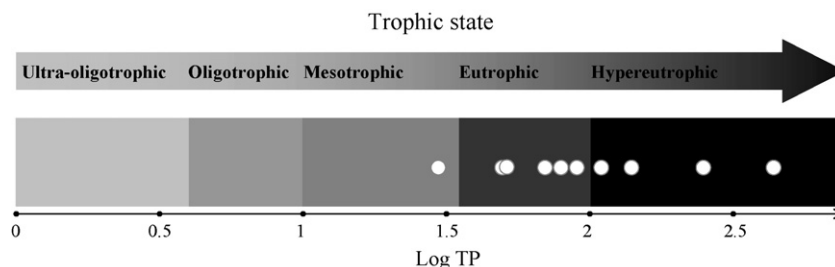 Trophic state
Ultra-oligotrophic Oligotrophic Mesotrophic Eutrophic Hypereutrophic
0 0.5 1 1.5 2 2.5
Log TP